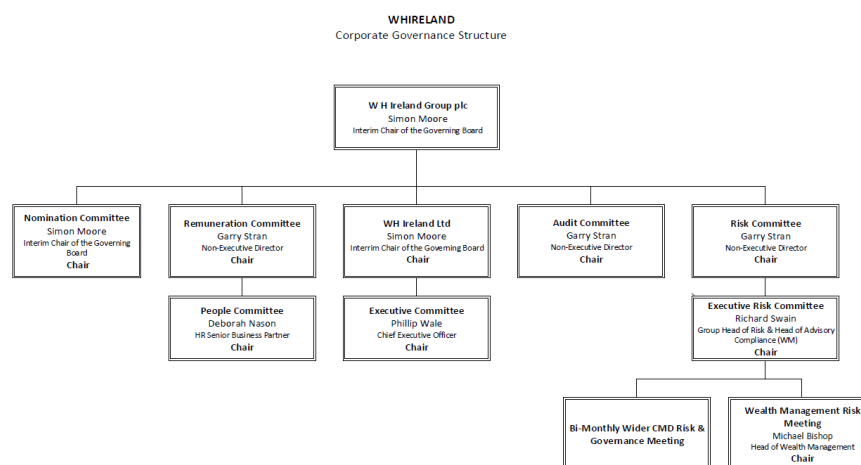 WHIRELAND
Corporate Governance Structure
W H Ireland Group plc
Simon Moore
Interim Chair of the Governing Board
Nomination Committee
Simon Moore
Interim Chair of the Governing
Board
Chair
Remuneration Committee
Garry Stran
Non-Executive Director
Chair
WH Ireland Ltd
Simon Moore
Interrim Chair of the Governing Board
Chair
Audit Committee
Garry Stran
Non-Executive Director
Chair
Risk Committee
Garry Stran
Non-Executive Director
Chair
People Committee
Deborah Nason
HR Senior Business Partner
Chair
Executive Committee
Phillip Wale
Chief Executive Officer
Chair
Executive Risk Committee
Richard Swain
Group Head of Risk & Head of Advisory
Compliance (WM)
Chair
Bi-Monthly Wider CMD Risk &
Governance Meeting
Wealth Management Risk
Meeting
Michael Bishop
Head of Wealth Management
Chair